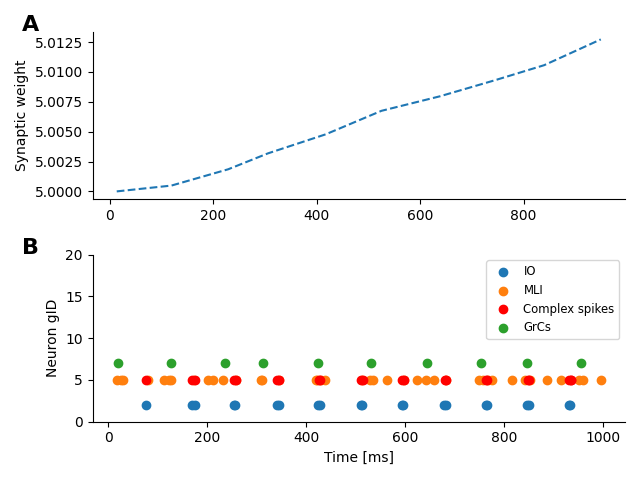 A
Synaptic weight
5.0125
5.0100
5.0075
5.0050
5.0025
5.0000
0 200 400 600 800
B
Neuron gID
20
15
10
5
0
IO
MLI
Complex spikes
GrCs
0 200 400 600 800 1000
Time [ms]